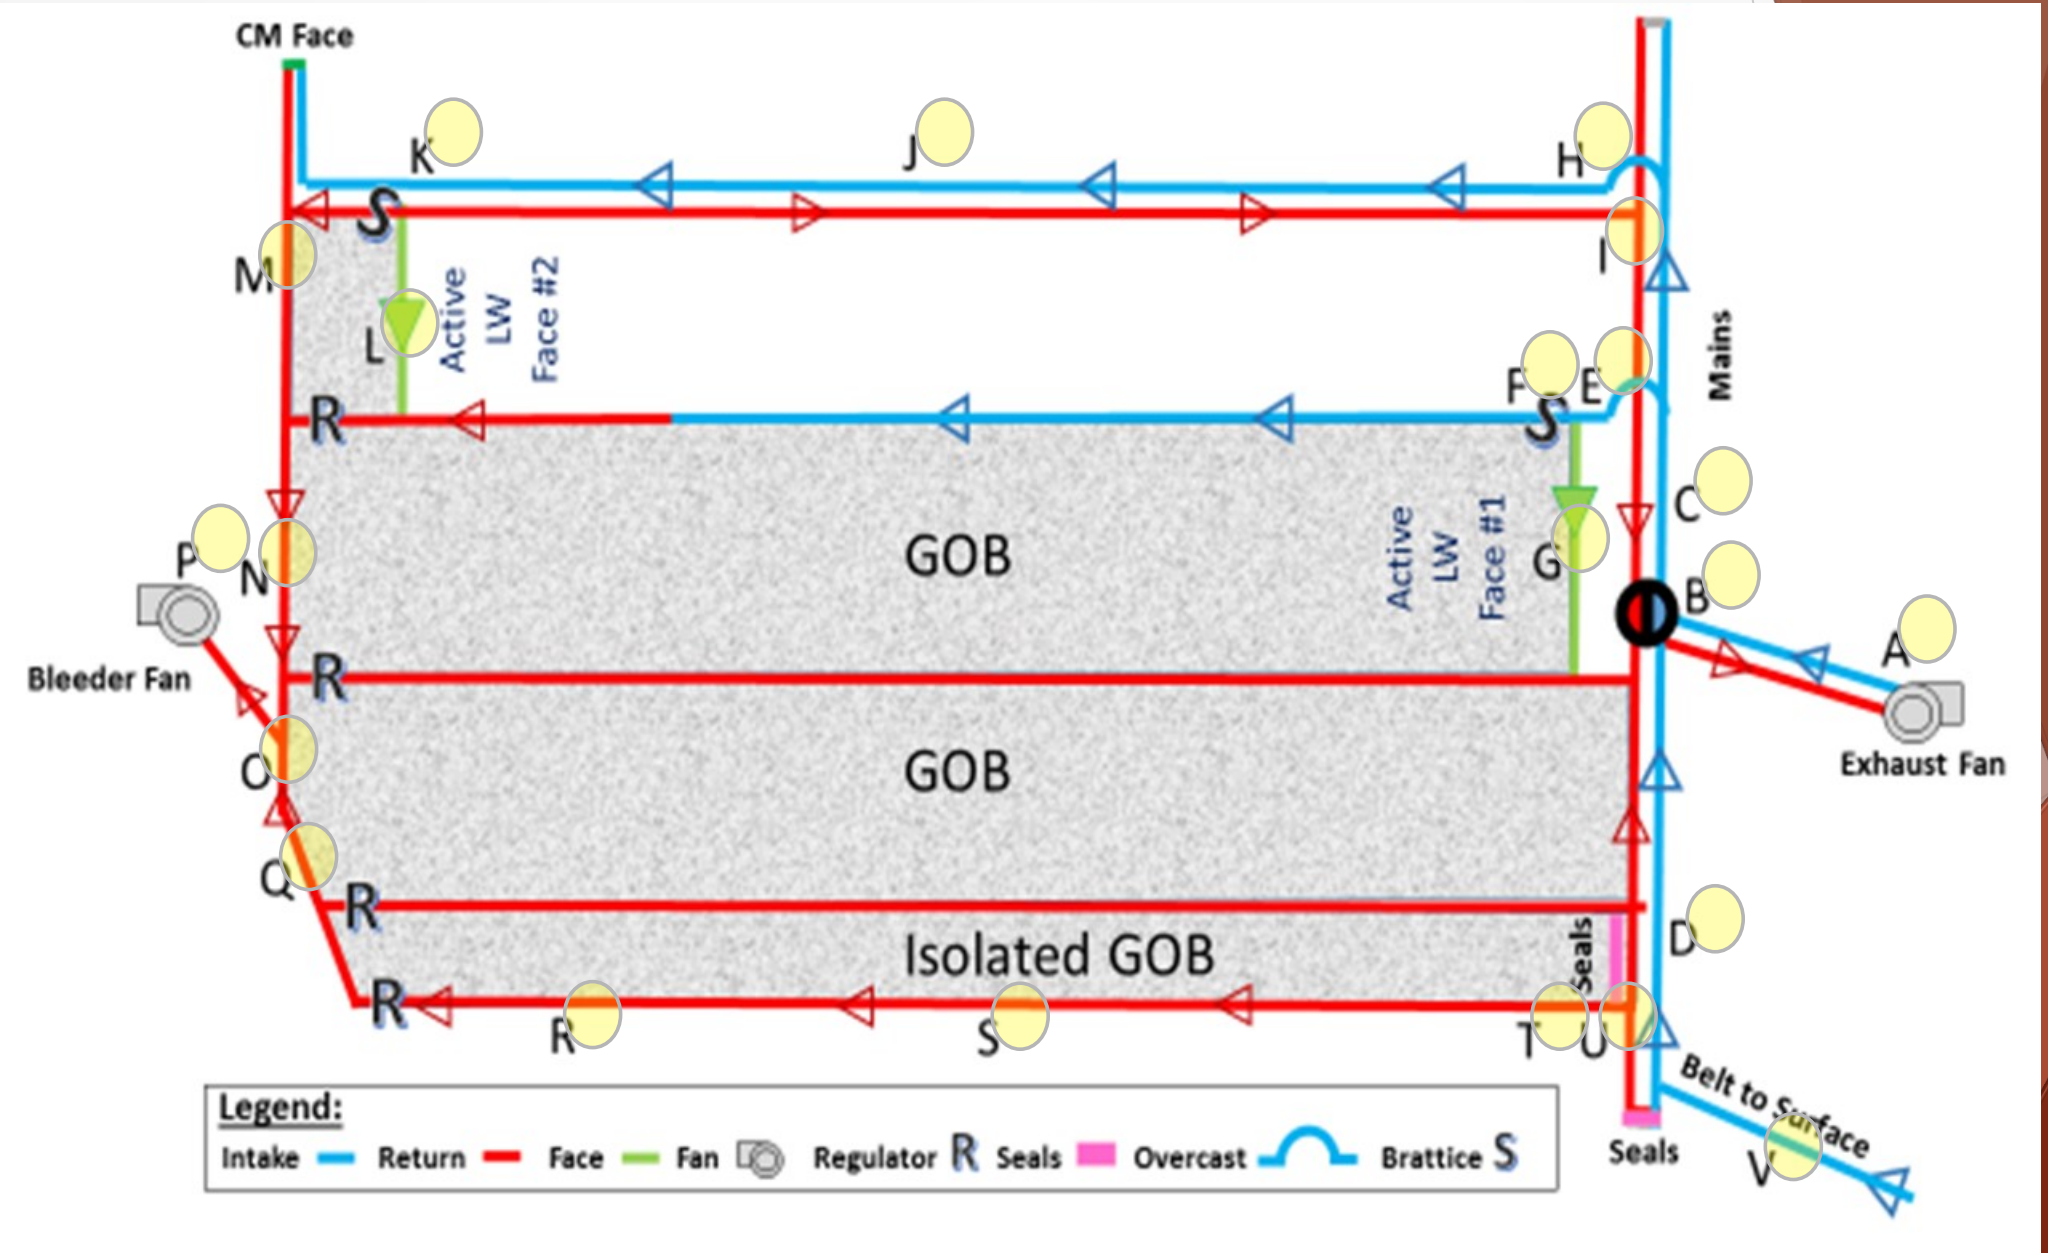 CM Face
K
J
H
S
M
I
L
Active
LW
Face #2
Mains
F
E
R
S
C
GOB
Active
LW
Face #1
G
P
N
B
A
Bleeder Fan
R
O
GOB
Exhaust Fan
Q
R
Isolated GOB
Seals
D
R
R
S
T
U
Belt to Surface
V
Seals
Legend:
Intake Return Face Fan Regulator R Seals Overcast Brattice S